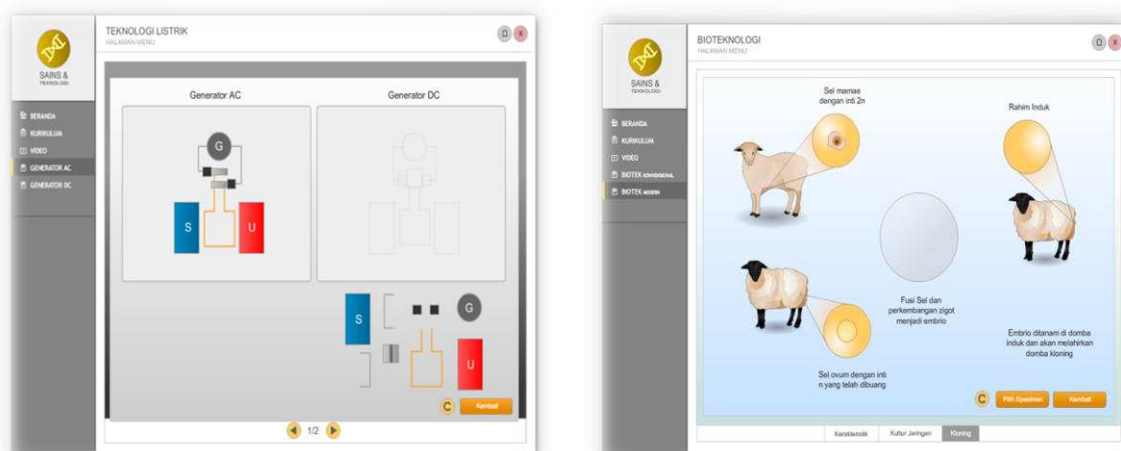 TEKNOLOGI LISTRIK
HALAMAN MENU
SAINS &
TEKNOLOGI
BERANDA
KURIKULUM
VIDEO
GENERATOR AC
GENERATOR DC
Generator AC
Generator DC
G
S
U
S
G
U
C
Kembali
1/2
BIOTEKNOLOGI
HALAMAN MENU
SAINS &
TEKNOLOGI
BERANDA
KURIKULUM
VIDEO
BIOTEK KONVENSIONAL
BIOTEK MODERN
Sel mamae
dengan inti 2n
Rahim Induk
Fusi Sel dan
perkembangan zigot
menjadi embrio
Embrio ditanam di domba
induk dan akan melahirkan
domba kloning
Sel ovum dengan inti
n yang telah dibuang
C
Pilih Spesimen
Kembali
Karakteristik
Kultur Jaringan
Kloning